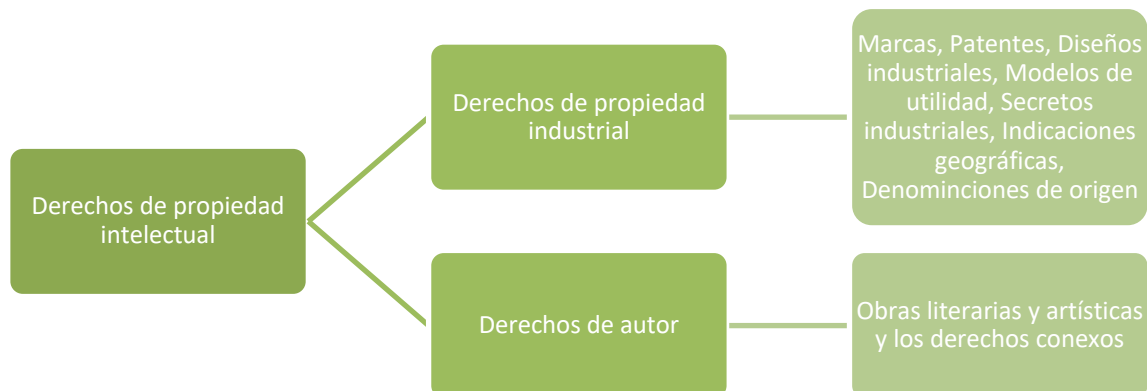 Derechos de propiedad
intelectual
Derechos de propiedad
industrial
Marcas, Patentes, Diseños
industriales, Modelos de
utilidad, Secretos
industriales, Indicaciones
geográficas,
Denominciones de origen
Derechos de autor
Obras literarias y artísticas
y los derechos conexos